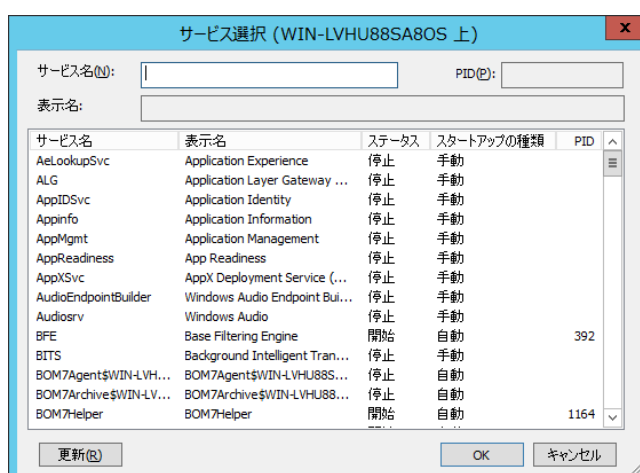 サービス選択 (WIN-LVHU88SA8OS 上)
x
サービス名(N):
PID(P):
表示名:
サービス名 表示名 ステータス スタートアップの種類 PID
AeLookupSvc Application Experience 停止 手動
ALG Application Layer Gateway ... 停止 手動
AppIDSvc Application Identity 停止 手動
Appinfo Application Information 停止 手動
AppMgmt Application Management 停止 手動
AppReadiness App Readiness 停止 手動
AppXSvc AppX Deployment Service (... 停止 手動
AudioEndpointBuilder Windows Audio Endpoint Bui... 停止 手動
Audiosrv Windows Audio 停止 手動
BFE Base Filtering Engine 開始 自動 392
BITS Background Intelligent Tran... 停止 手動
BOM7Agent$WIN-LVH... BOM7Agent$WIN-LVHU88S... 停止 自動
BOM7Archive$WIN-LV... BOM7Archive$WIN-LVHU88... 停止 自動
BOM7Helper BOM7Helper 開始 自動 1164
更新(R)
OK
キャンセル